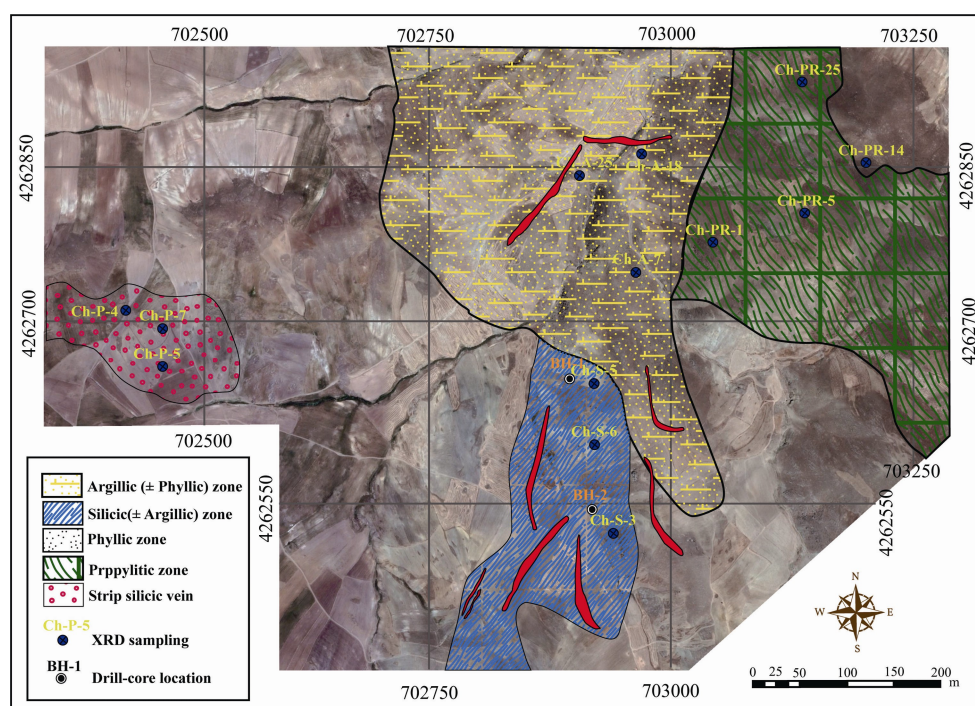 702500
702750
703000
703250
Ch-PR-25
4262850
Ch-A-18
Ch-PR-14
4262850
Ch-PR-5
Ch-PR-1
Ch-A-7
4262700
Ch-P-4
Ch-P-7
Ch-P-5
4262700
Ch-S-5
702500
Ch-S-6
703250
BH-2
4262550
Ch-S-3
4262550
Argillic (± Phyllic) zone
Silicic(± Argillic) zone
Phyllic zone
Prppylitic zone
Strip silicic vein
Ch-P-5
XRD sampling
BH-1
Drill-core location
N
W
E
S
0 25 50 100 150 200
m
702750
703000